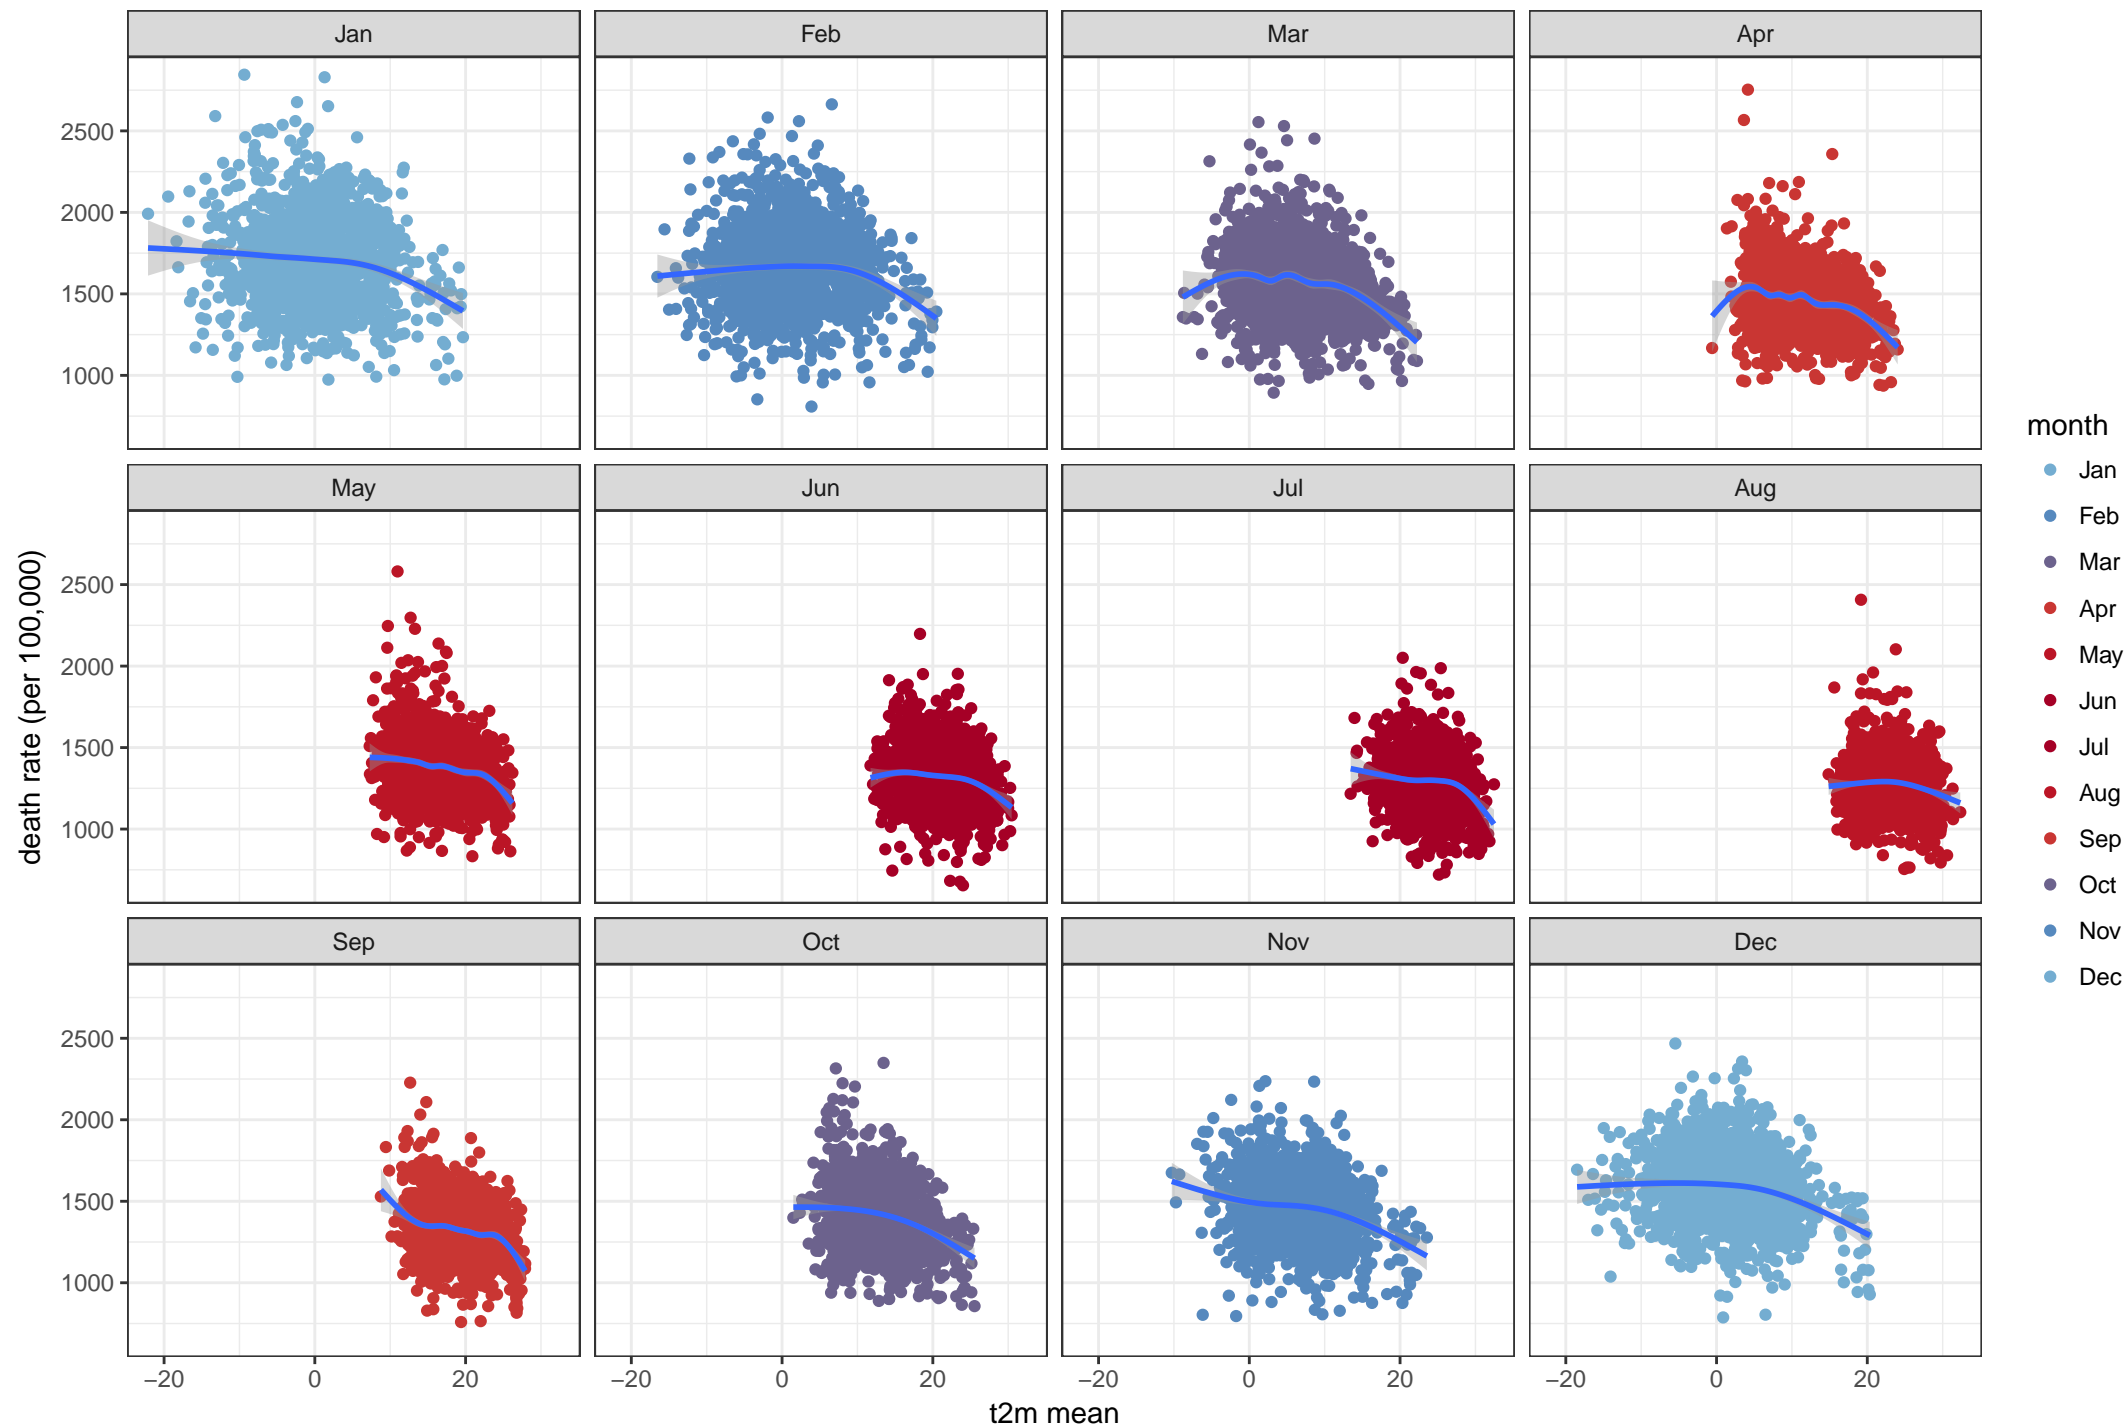 Jan Feb Mar Apr
2500
2000
1500
1000
May Jun Jul Aug
2500
2000
1500
1000
Sep Oct Nov Dec
2500
2000
1500
1000
−20 0 20 −20 0 20 −20 0 20 −20 0 20
t2m mean
death rate (per 100,000)
month
Jan
Feb
Mar
Apr
May
Jun
Jul
Aug
Sep
Oct
Nov
Dec